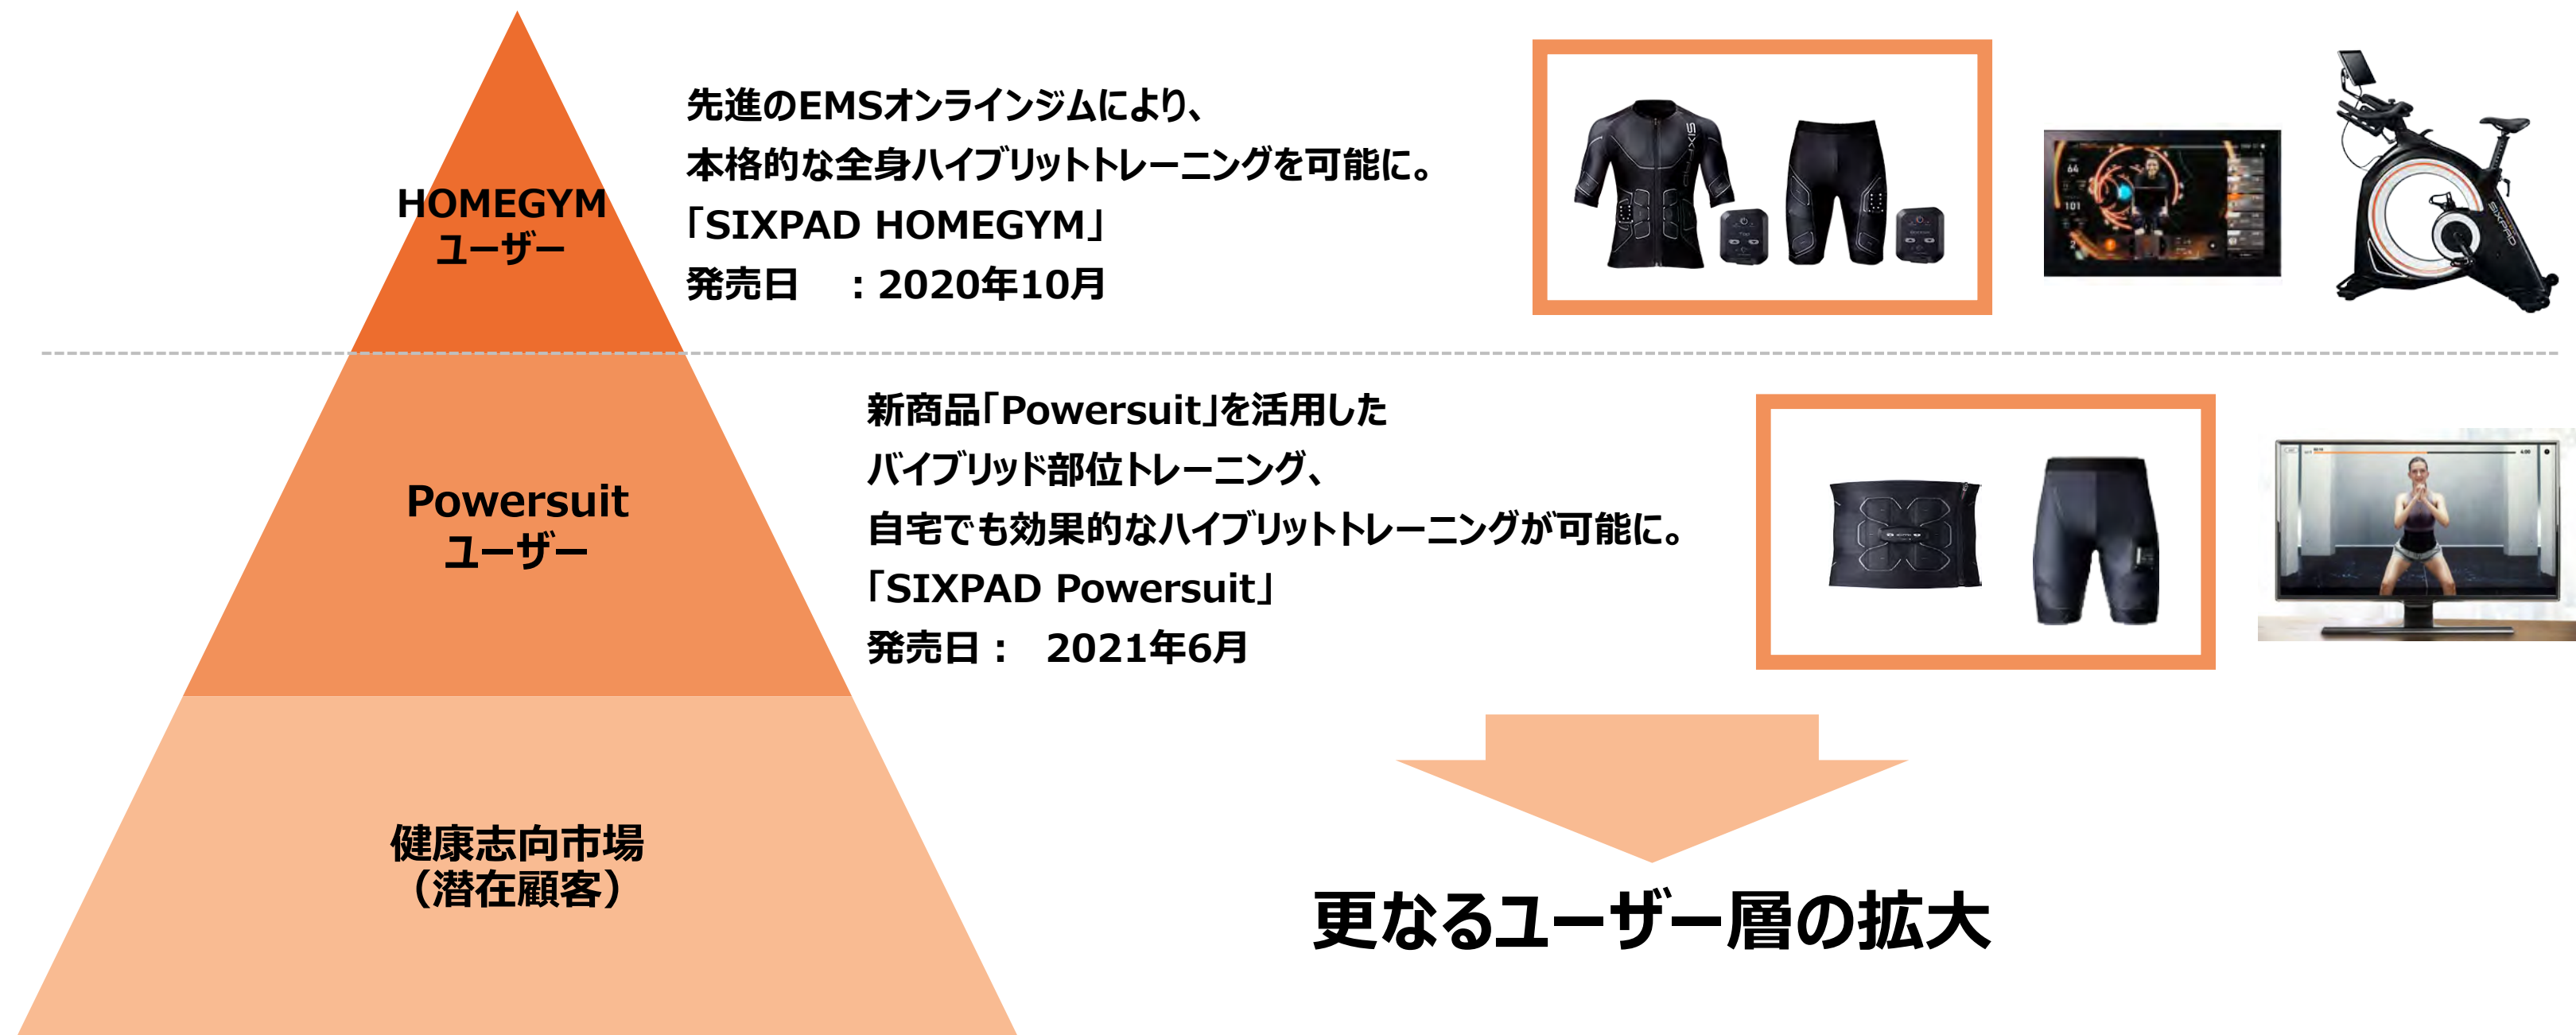 HOMEGYM
ユーザー
先進のEMSオンラインジムにより、
本格的な全身ハイブリットトレーニングを可能に。
「SIXPAD HOMEGYM」
発売日　：2020年10月
64
101
SIXPAD
Powersuit
ユーザー
新商品「Powersuit」を活用した
バイブリッド部位トレーニング、
自宅でも効果的なハイブリットトレーニングが可能に。
「SIXPAD Powersuit」
発売日：　2021年6月
健康志向市場
（潜在顧客）
更なるユーザー層の拡大